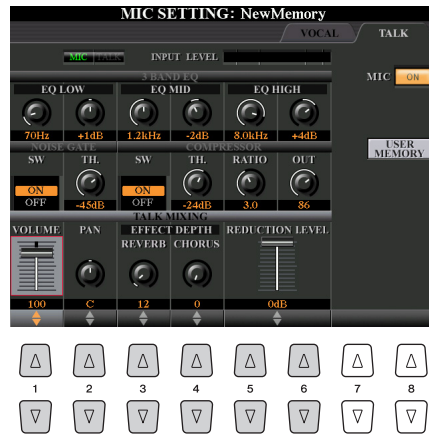 MIC SETTING: NewMemory
VOCAL TALK
MIC TALK INPUT LEVEL
MIC ON
3 BAND EQ
EQ LOW EQ MID EQ HIGH
70Hz +1dB 1.2kHz -2dB 8.0kHz +4dB
NOISE GATE COMPRESSOR
SW TH. SW TH. RATIO OUT
USER
MEMORY
ON ON
OFF -45dB OFF -24dB 3.0 86
TALK MIXING
VOLUME PAN EFFECT DEPTH REDUCTION LEVEL
REVERB CHORUS
100 C 12 0 0dB
1 2 3 4 5 6 7 8